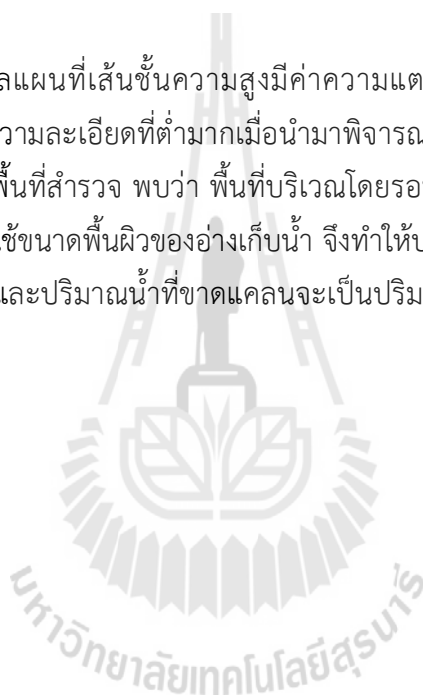 ลแผนที่เส้นชั้นความสูงมีค่าความแต
วามละเอียดที่ต่ำมากเมื่อนำมาพิจารณ
พื้นที่สำรวจ พบว่า พื้นที่บริเวณโดยรอ
ช้ขนาดพื้นผิวของอ่างเก็บน้ำ จึงทำให้ป
และปริมาณน้ำที่ขาดแคลนจะเป็นปริม
มหาวิทยาลัยเทคโนโลยีสุรนารี